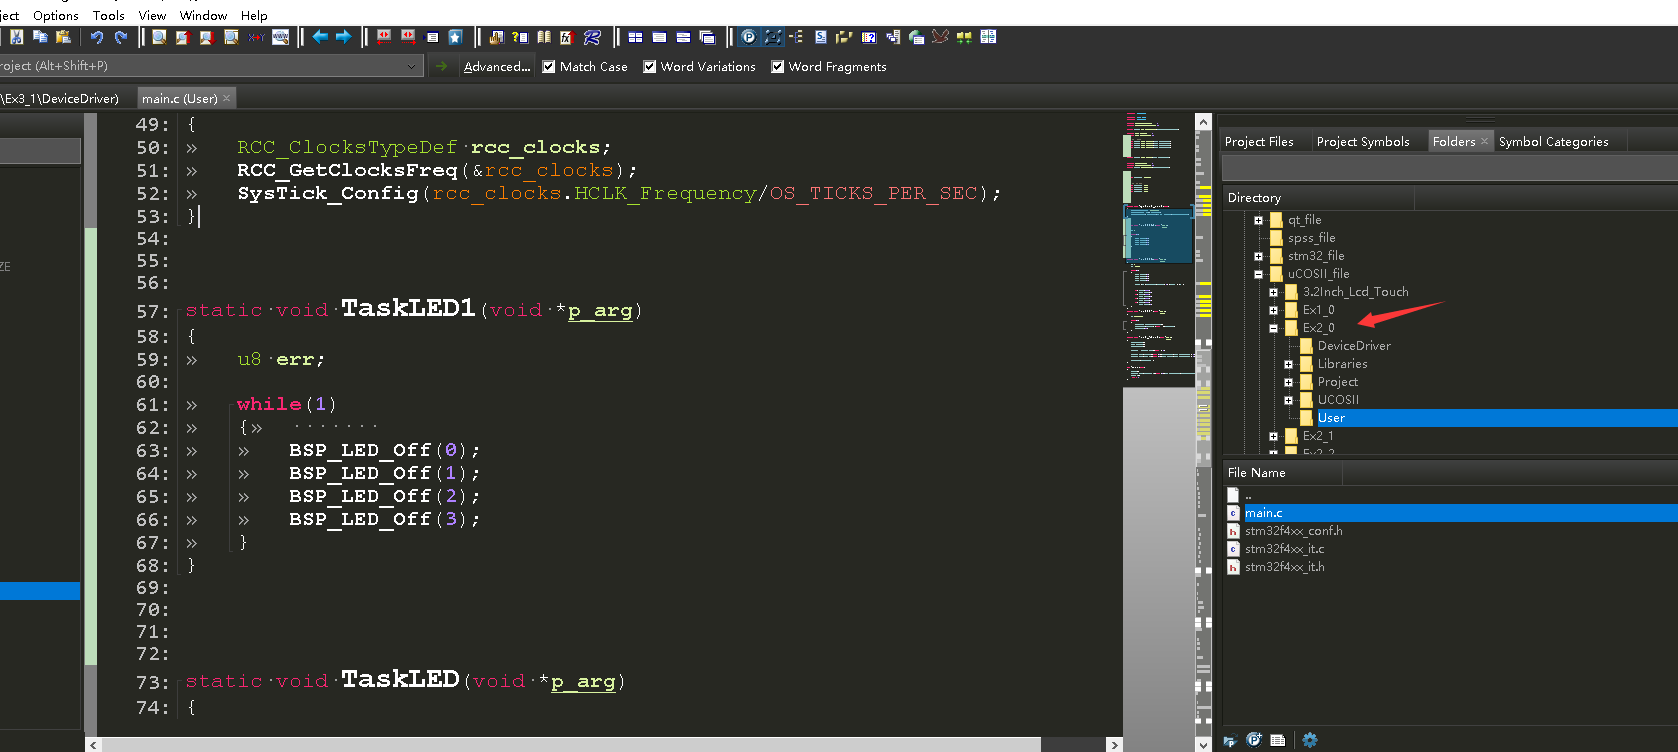 ject Options Tools View Window Help
roject (Alt+Shift+P) Advanced... Match Case Word Variations Word Fragments
\Ex3_1\DeviceDriver) main.c (User)
ZE
49: {
50: RCC_ClocksTypeDef rcc_clocks;
51: RCC_GetClocksFreq(&rcc_clocks);
52: SysTick_Config(rcc_clocks.HCLK_Frequency/OS_TICKS_PER_SEC);
53: }
54:
55:
56:
57: static void TaskLED1(void *p_arg)
58: {
59: u8 err;
60:
61: while(1)
62: {
63: BSP_LED_Off(0);
64: BSP_LED_Off(1);
65: BSP_LED_Off(2);
66: BSP_LED_Off(3);
67: }
68: }
69:
70:
71:
72:
73: static void TaskLED(void *p_arg)
74: {
Project Files Project Symbols Folders Symbol Categories
Directory
qt_file
spss_file
stm32_file
uCOSII_file
3.2Inch_Lcd_Touch
Ex1_0
Ex2_0
DeviceDriver
Libraries
Project
UCOSII
User
Ex2_1
Ex2_2
File Name
..
main.c
stm32f4xx_conf.h
stm32f4xx_it.c
stm32f4xx_it.h